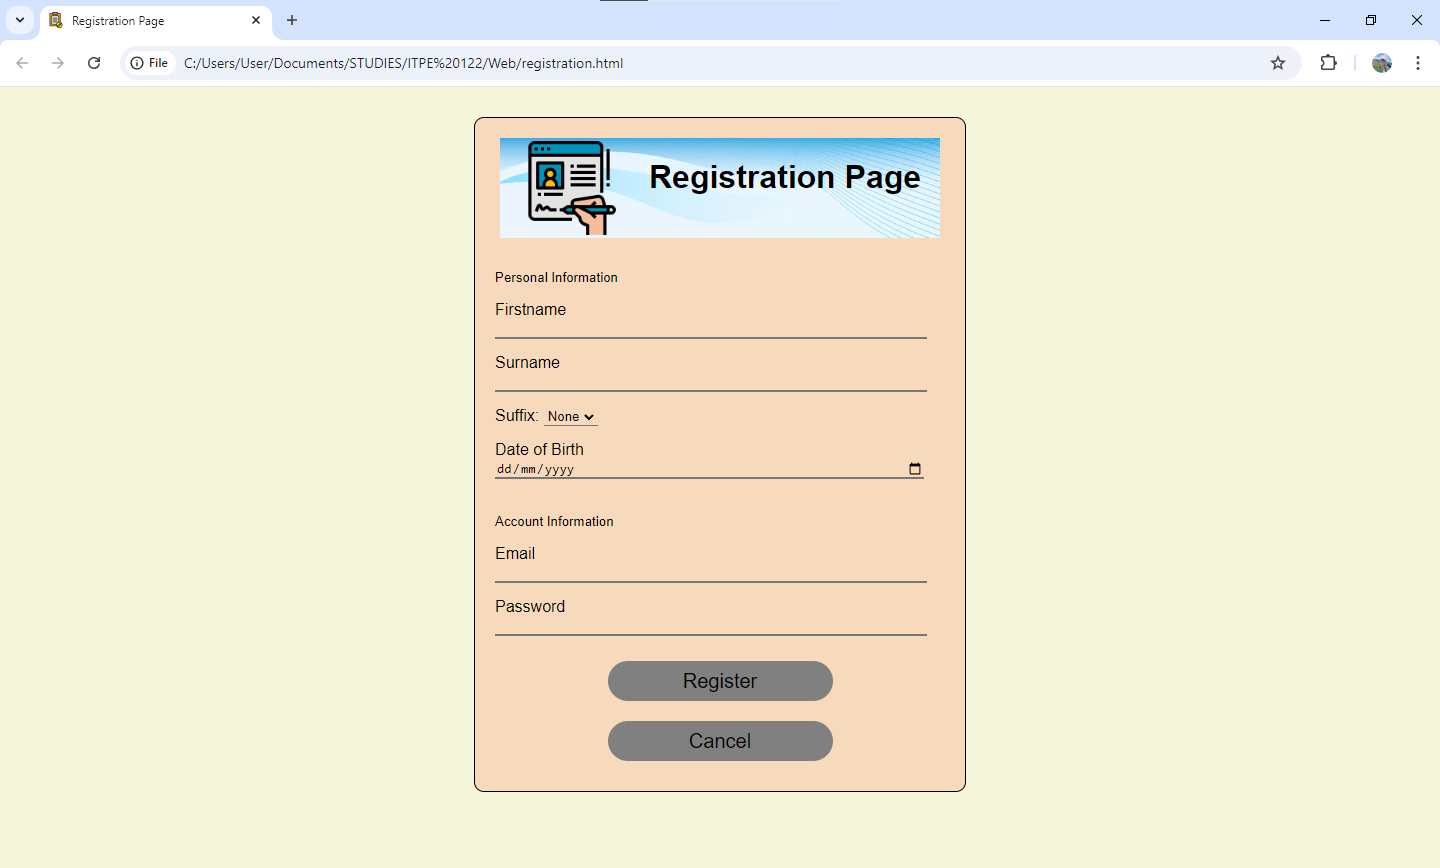 Registration Page
File C:/Users/User/Documents/STUDIES/ITPE%20122/Web/registration.html
Registration Page
Personal Information
Firstname
Surname
Suffix: None
Date of Birth
dd/mm/yyyy
Account Information
Email
Password
Register
Cancel